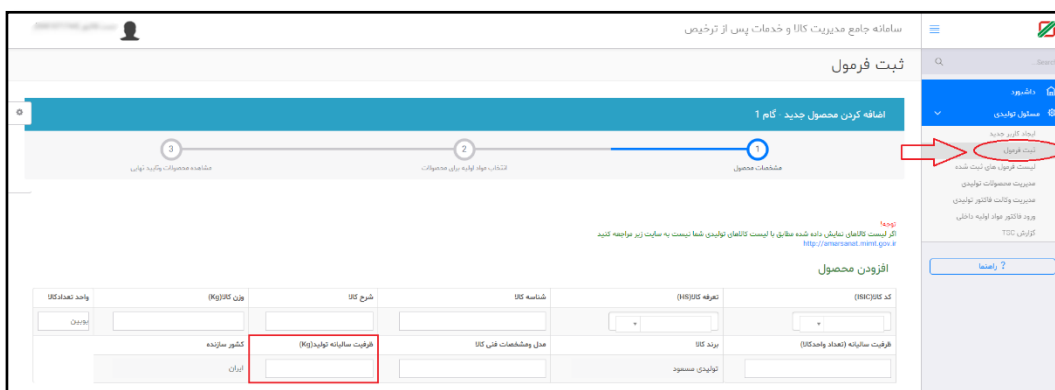 سامانه جامع مدیریت کالا و خدمات پس از ترخیص
ثبت فرمول
Search
داشبورد
مسئول تولیدی
ایجاد کاربر جدید
ثبت فرمول
لیست فرمول های ثبت شده
مدیریت محصولات تولیدی
مدیریت وکالت فاکتور تولیدی
ورود فاکتور مواد اولیه داخلی
گزارش TSC
راهنما ?
اضافه کردن محصول جدید - گام 1
1
2
3
مشخصات محصول
انتخاب مواد اولیه برای محصولات
مشاهده محصولات وتایید نهایی
توجه!
اگر لیست کالاهای نمایش داده شده مطابق با لیست کالاهای تولیدی شما نیست به سایت زیر مراجعه کنید
http://amarsanat.mimt.gov.ir
افزودن محصول
کد کالا(ISIC)
تعرفه کالا(HS)
شناسه کالا
شرح کالا
وزن کالا(Kg)
واحد تعدادکالا
بوبین
ظرفیت سالیانه (تعداد واحدکالا)
برند کالا
مدل ومشخصات فنی کالا
ظرفیت سالیانه تولید(Kg)
کشور سازنده
تولیدی مسعود
ایران